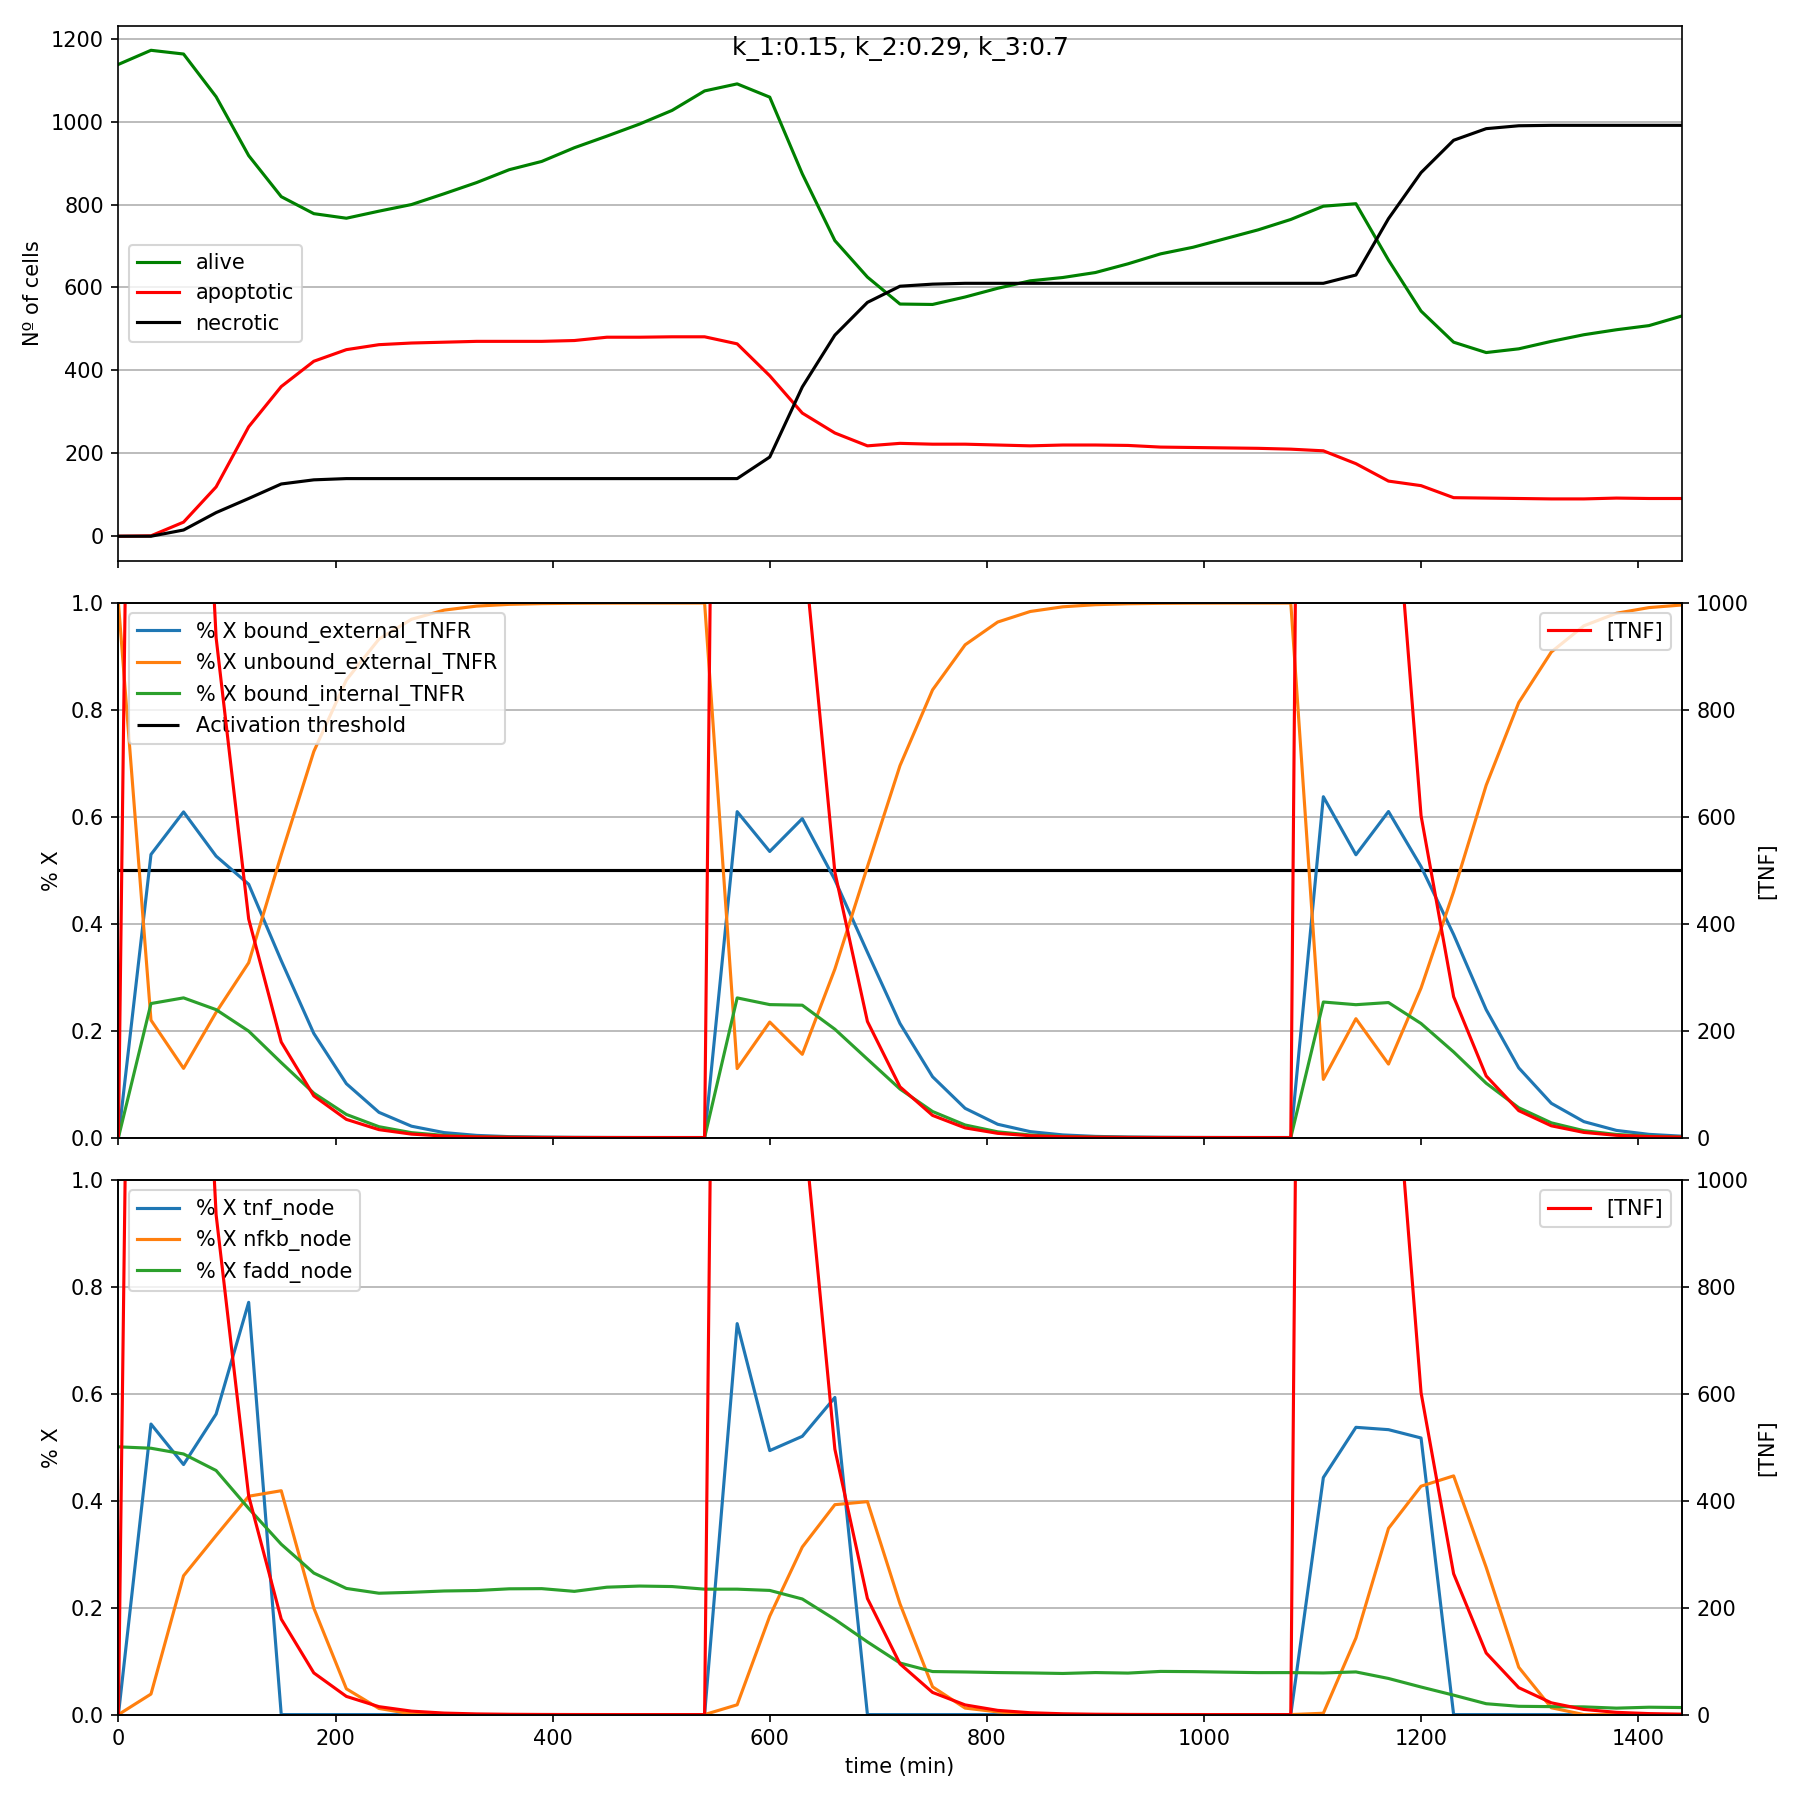 k_1:0.15, k_2:0.29, k_3:0.7
1200
1000
800
600
400
200
0
Nº of cells
alive
apoptotic
necrotic
1.0
0.8
0.6
0.4
0.2
0.0
% X
% X bound_external_TNFR
% X unbound_external_TNFR
% X bound_internal_TNFR
Activation threshold
[TNF]
1000
800
600
400
200
0
[TNF]
1.0
0.8
0.6
0.4
0.2
0.0
% X
% X tnf_node
% X nfkb_node
% X fadd_node
[TNF]
1000
800
600
400
200
0
[TNF]
0 200 400 600 800 1000 1200 1400
time (min)